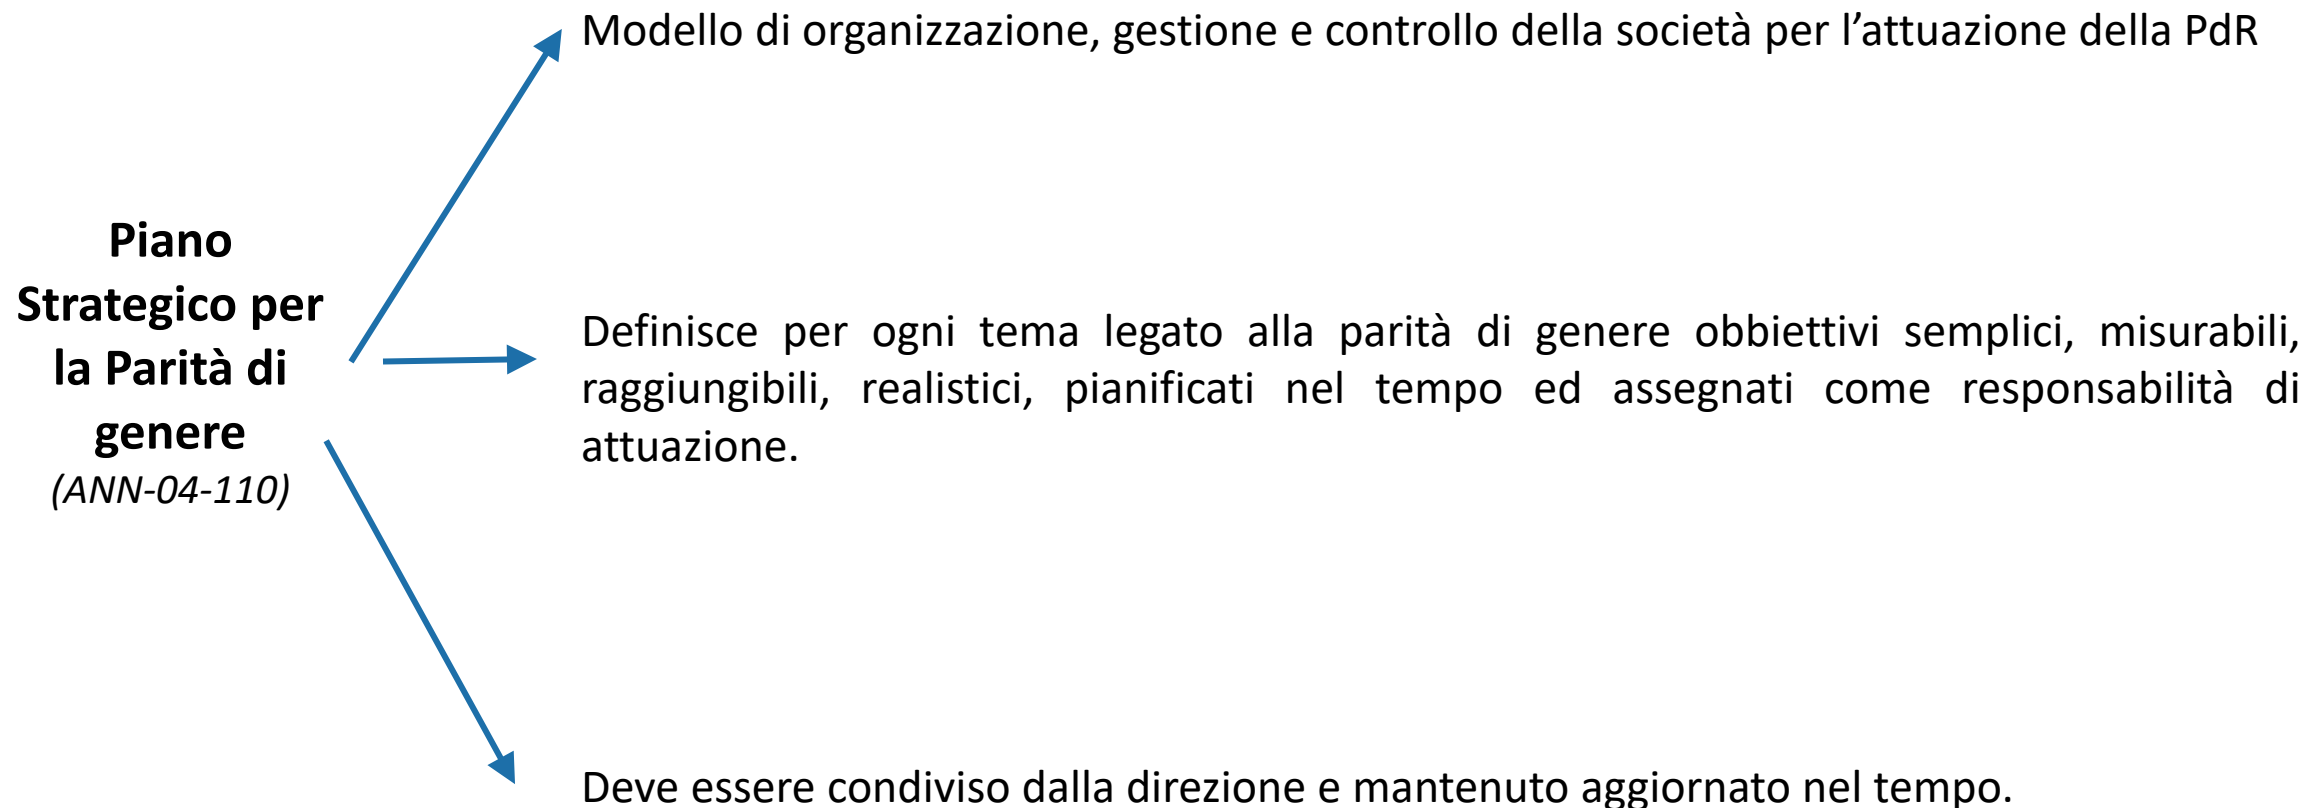 Modello di organizzazione, gestione e controllo della società per l’attuazione della PdR
Piano
Strategico per
la Parità di
genere
(ANN-04-110)
Definisce per ogni tema legato alla parità di genere obbiettivi semplici, misurabili,
raggiungibili, realistici, pianificati nel tempo ed assegnati come responsabilità di
attuazione.
Deve essere condiviso dalla direzione e mantenuto aggiornato nel tempo.